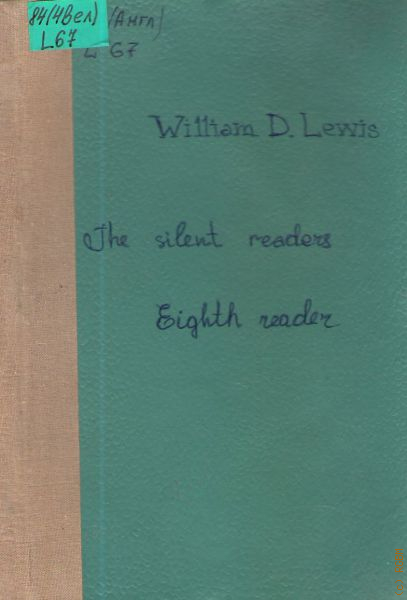 84(4Вел)
L67
(Англ)
L 67
William D. Lewis
The silent readers
Eighth reader